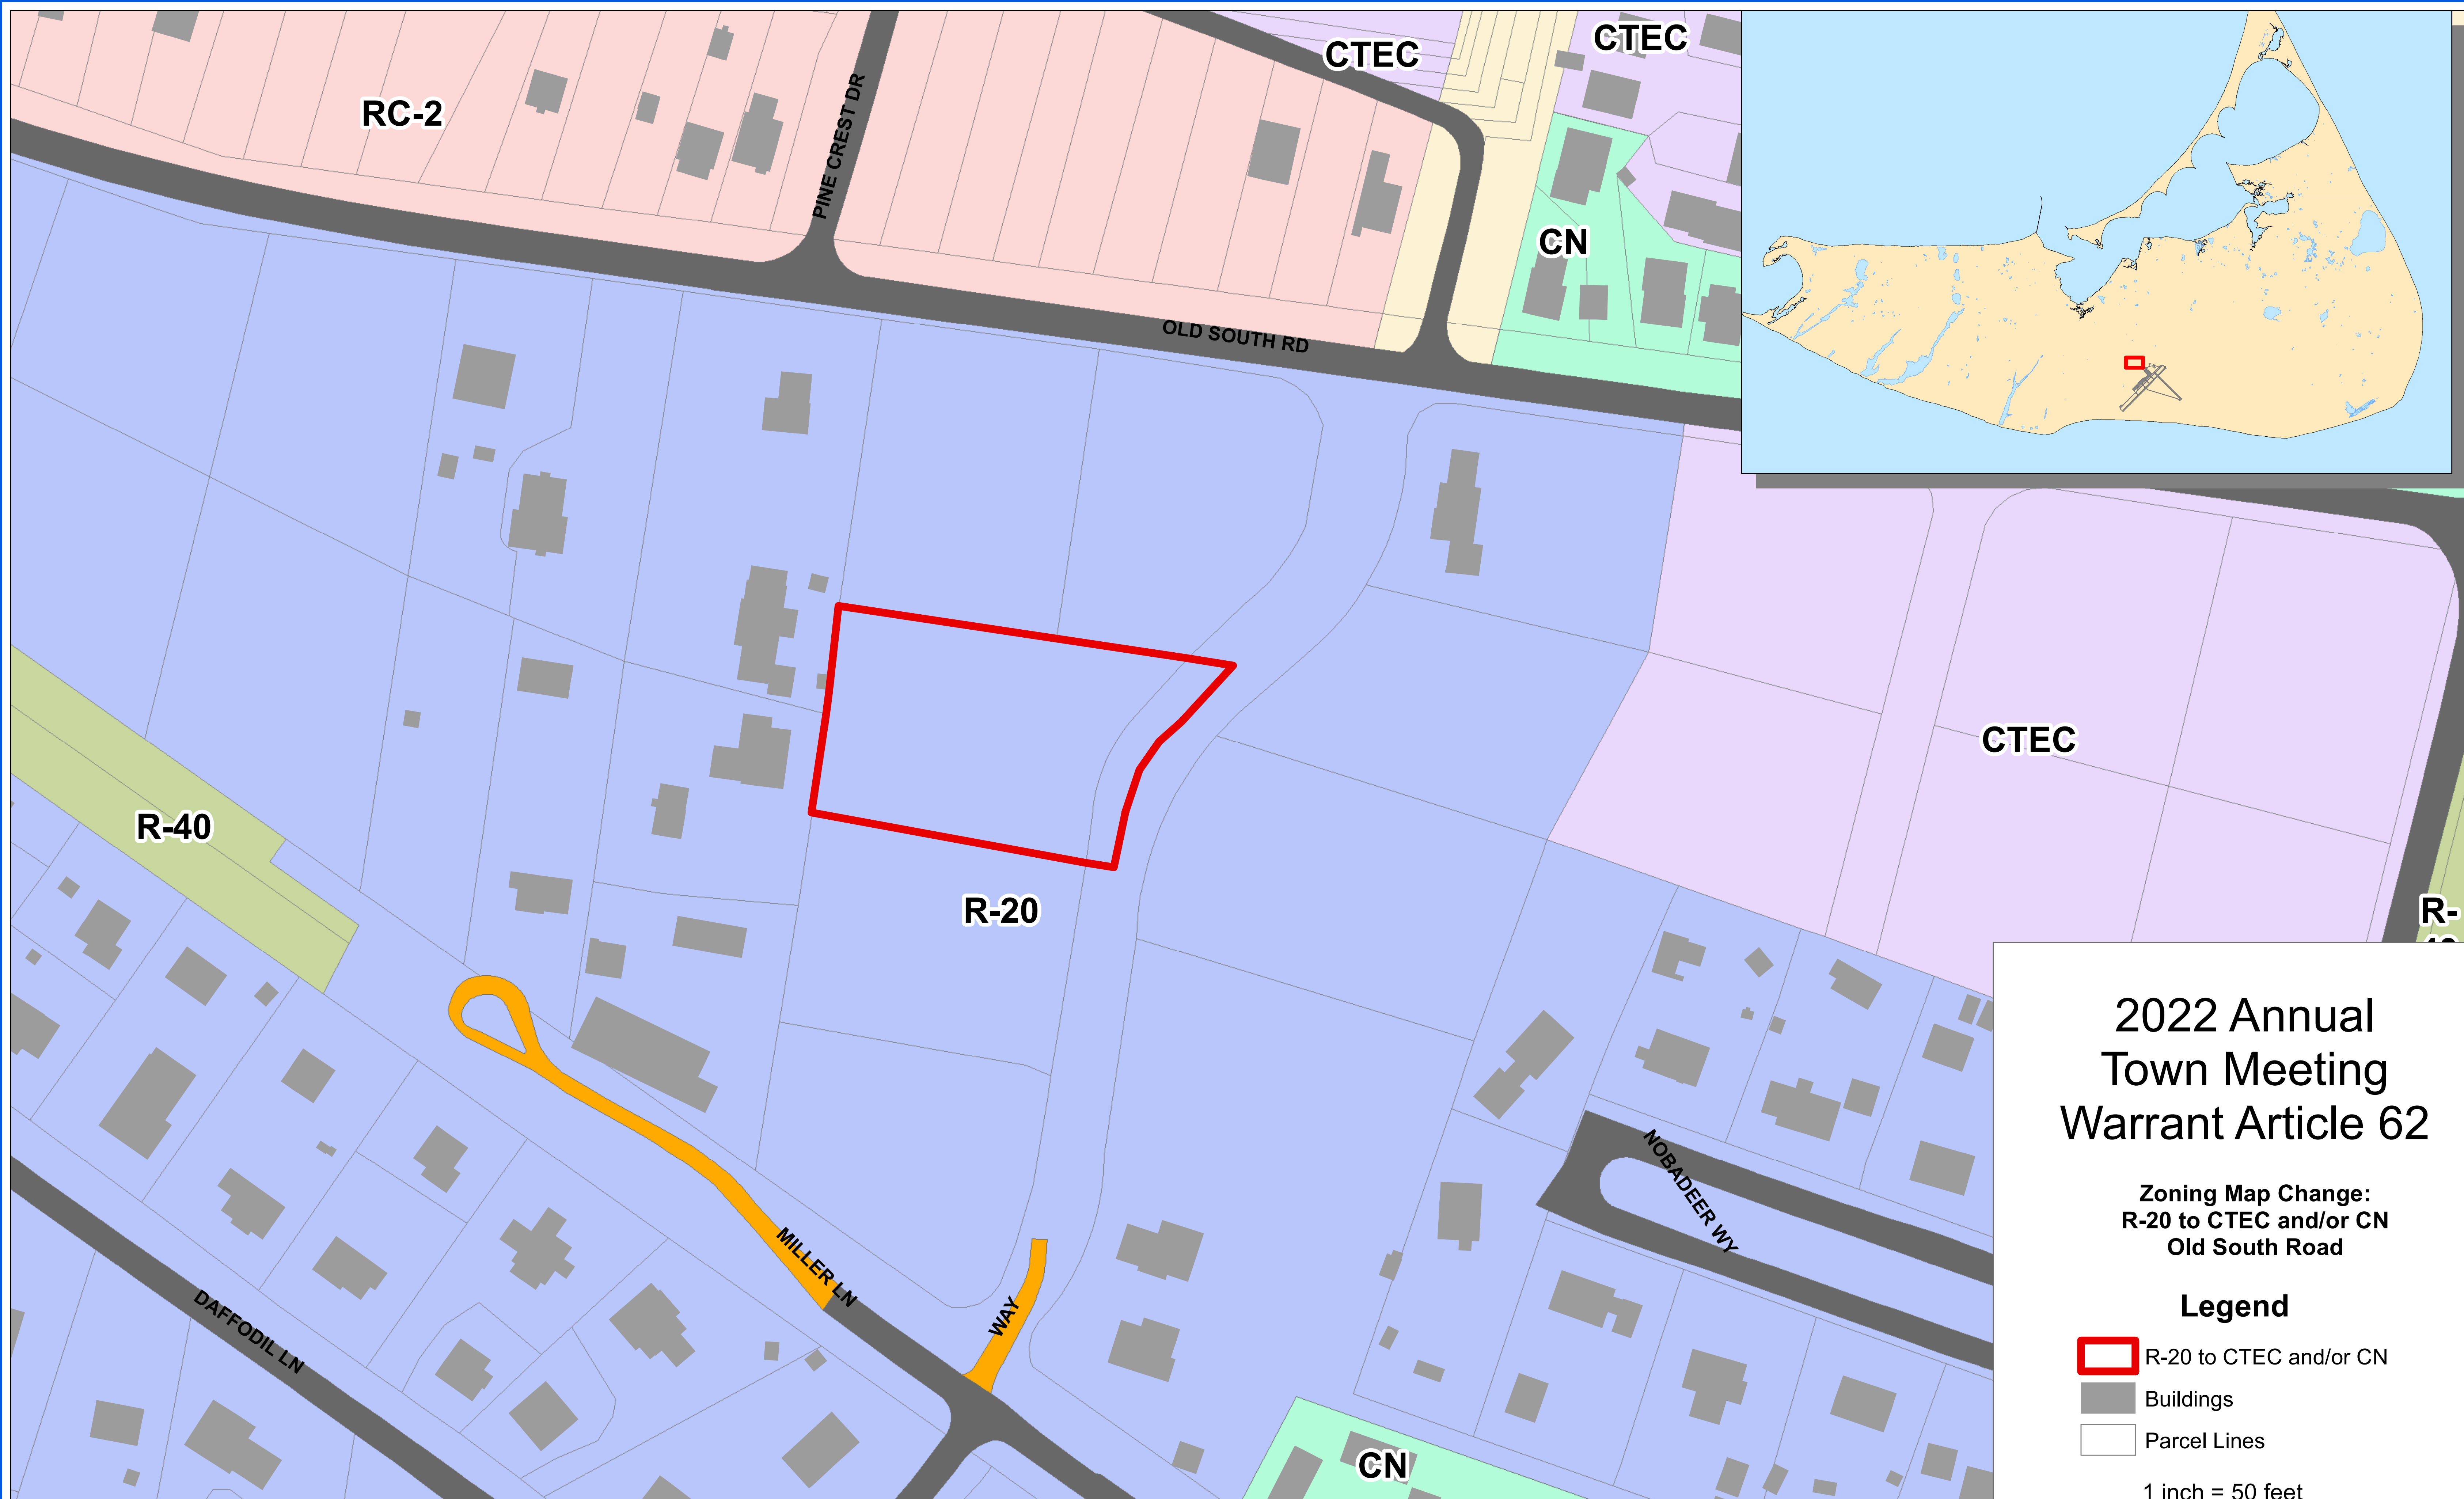 CTEC
CTEC
RC-2
PINE CREST DR
CN
OLD SOUTH RD
CTEC
R-40
R-20
R-
40
2022 Annual
Town Meeting
Warrant Article 62
Zoning Map Change:
R-20 to CTEC and/or CN
Old South Road
Legend
R-20 to CTEC and/or CN
Buildings
Parcel Lines
1 inch = 50 feet
NOBADEER WY
MILLER LN
WAY
DAFFODIL LN
CN